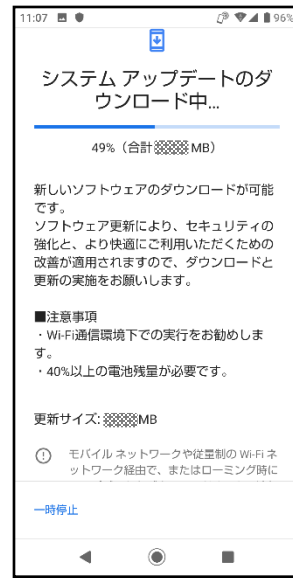 11:07 96%
システム アップデートのダ
ウンロード中...
49%（合計 MB）
新しいソフトウェアのダウンロードが可能
です。
ソフトウェア更新により、セキュリティの
強化と、より快適にご利用いただくための
改善が適用されますので、ダウンロードと
更新の実施をお願いします。
■注意事項
・Wi-Fi通信環境下での実行をお勧めしま
す。
・40%以上の電池残量が必要です。
更新サイズ: MB
モバイル ネットワークや従量制の Wi-Fi ネ
ットワーク経由で、またはローミング時に
一時停止